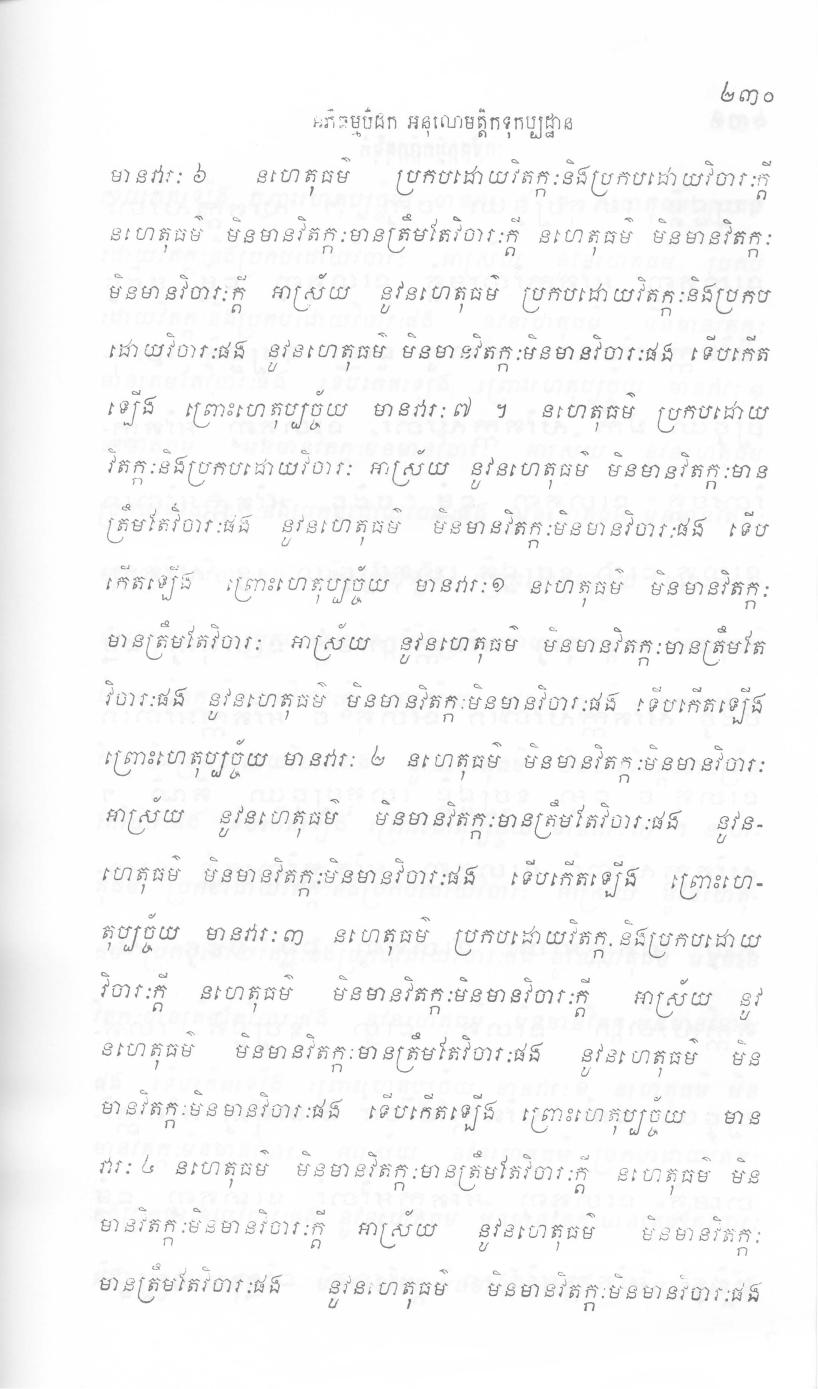 ២៣០
អភិធម្មបិដក អនុលោមត្តិកទុកប្បដ្ឋាន
មានវារៈ ៦ នហេតុធម៌ ប្រកបដោយវិតក្កៈនិងប្រកបដោយវិចារៈក្តី
នហេតុធម៌ មិនមានវិតក្កៈមានត្រឹមតែវិចារៈក្តី នហេតុធម៌ មិនមានវិតក្កៈ
មិនមានវិចារៈក្តី អាស្រ័យ នូវនហេតុធម៌ ប្រកបដោយវិតក្កៈនិងប្រកប
ដោយវិចារៈផង នូវនហេតុធម៌ មិនមានវិតក្កៈមិនមានវិចារៈផង ទើបកើត
ឡើង ព្រោះហេតុប្បច្ច័យ មានវារៈ ៧ ។ នហេតុធម៌ ប្រកបដោយ
វិតក្កៈនិងប្រកបដោយវិចារៈ អាស្រ័យ នូវនហេតុធម៌ មិនមានវិតក្កៈមាន
ត្រឹមតែវិចារៈផង នូវនហេតុធម៌ មិនមានវិតក្កៈមិនមានវិចារៈផង ទើប
កើតឡើង ព្រោះហេតុប្បច្ច័យ មានវារៈ ១ នហេតុធម៌ មិនមានវិតក្កៈ
មានត្រឹមតែវិចារៈ អាស្រ័យ នូវនហេតុធម៌ មិនមានវិតក្កៈមានត្រឹមតែ
វិចារៈផង នូវនហេតុធម៌ មិនមានវិតក្កៈមិនមានវិចារៈផង ទើបកើតឡើង
ព្រោះហេតុប្បច្ច័យ មានវារៈ ២ នហេតុធម៌ មិនមានវិតក្កៈមិនមានវិចារៈ
អាស្រ័យ នូវនហេតុធម៌ មិនមានវិតក្កៈមានត្រឹមតែវិចារៈផង នូវន-
ហេតុធម៌ មិនមានវិតក្កៈមិនមានវិចារៈផង ទើបកើតឡើង ព្រោះហេ-
តុប្បច្ច័យ មានវារៈ ៣ នហេតុធម៌ ប្រកបដោយវិតក្កៈនិងប្រកបដោយ
វិចារៈក្តី នហេតុធម៌ មិនមានវិតក្កៈមិនមានវិចារៈក្តី អាស្រ័យ នូវ
នហេតុធម៌ មិនមានវិតក្កៈមានត្រឹមតែវិចារៈផង នូវនហេតុធម៌ មិន
មានវិតក្កៈមិនមានវិចារៈផង ទើបកើតឡើង ព្រោះហេតុប្បច្ច័យ មាន
វារៈ ៤ នហេតុធម៌ មិនមានវិតក្កៈមានត្រឹមតែវិចារៈក្តី នហេតុធម៌ មិន
មានវិតក្កៈមិនមានវិចារៈក្តី អាស្រ័យ នូវនហេតុធម៌ មិនមានវិតក្កៈ
មានត្រឹមតែវិចារៈផង នូវនហេតុធម៌ មិនមានវិតក្កៈមិនមានវិចារៈផង